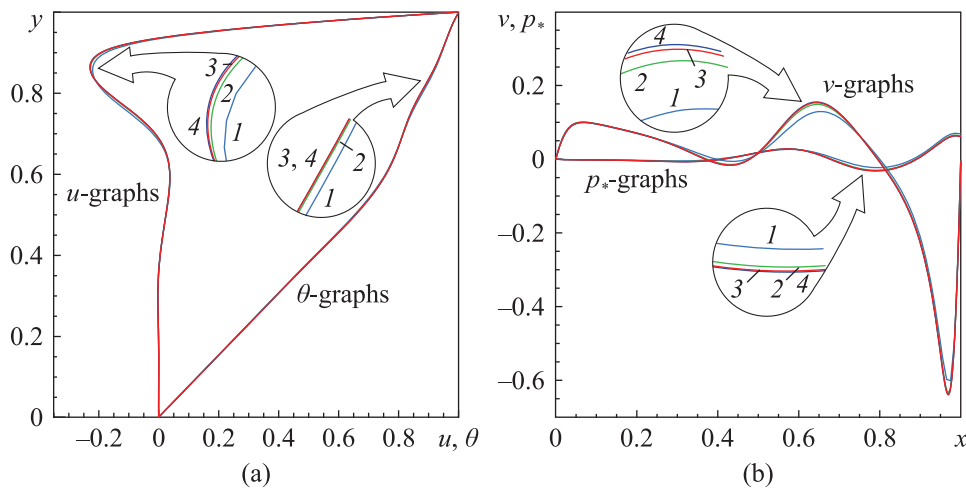 y
1
0.8
0.6
0.4
0.2
0
−0.2 0 0.2 0.4 0.6 0.8 u, θ
3
2
4 1
3, 4 2
1
u-graphs
θ-graphs
(a)
v, p*
0.2
0
−0.2
−0.4
−0.6
0 0.2 0.4 0.6 0.8 x
4
2 3
1
v-graphs
p*-graphs
1
3 2 4
(b)